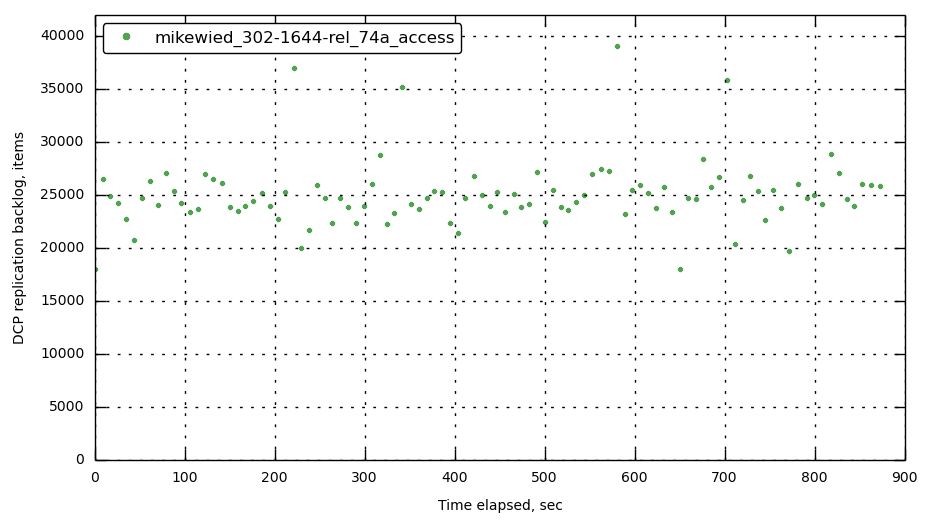 mikewied_302-1644-rel_74a_access
40000
35000
30000
25000
20000
15000
10000
5000
0
DCP replication backlog, items
0 100 200 300 400 500 600 700 800 900
Time elapsed, sec